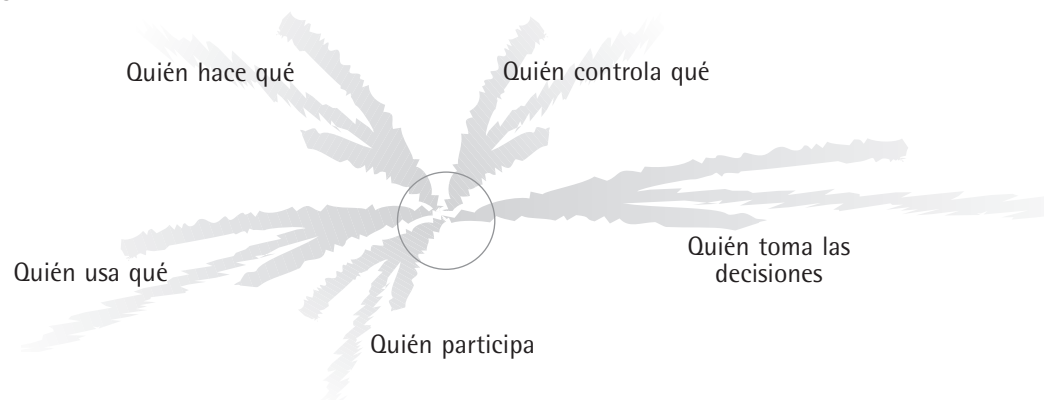 Quién hace qué
Quién controla qué
Quién toma las
decisiones
Quién usa qué
Quién participa